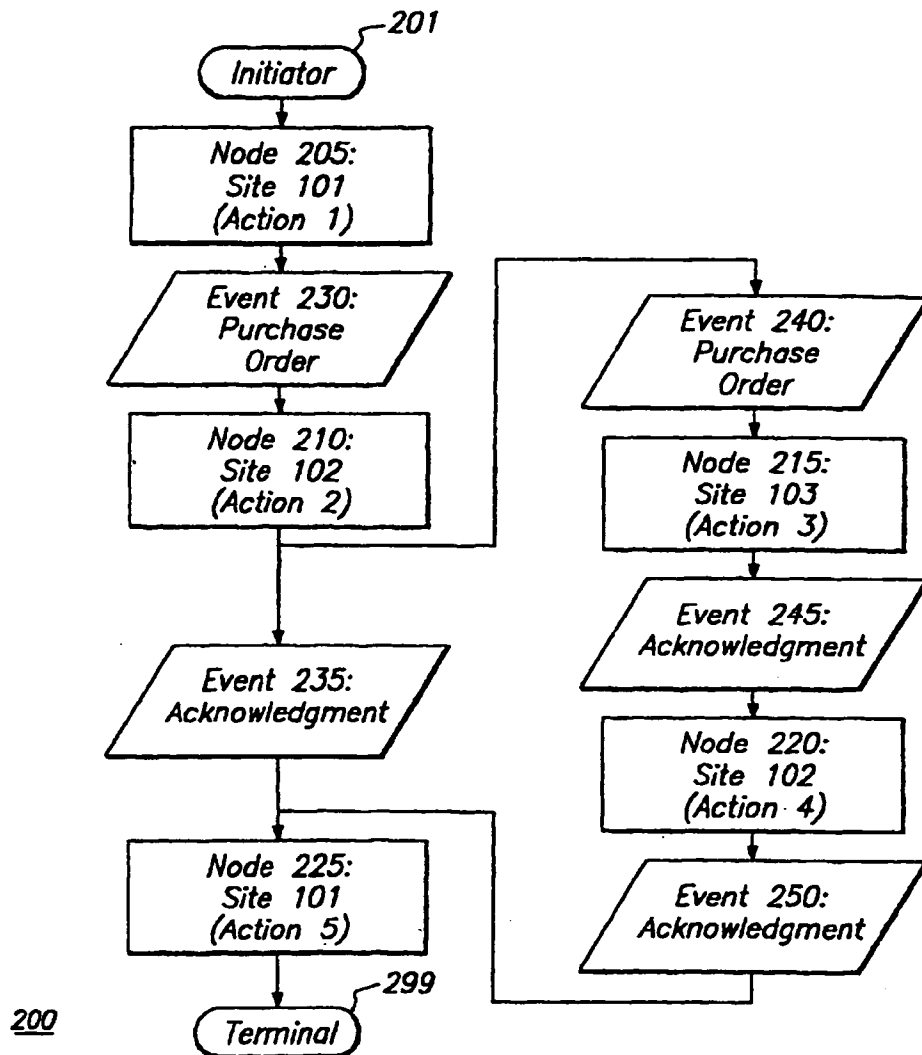 201
Initiator
Node 205:
Site 101
(Action 1)
Event 230:
Purchase
Order
Node 210:
Site 102
(Action 2)
Event 235:
Acknowledgment
Node 225:
Site 101
(Action 5)
299
Terminal
200
Event 240:
Purchase
Order
Node 215:
Site 103
(Action 3)
Event 245:
Acknowledgment
Node 220:
Site 102
(Action 4)
Event 250:
Acknowledgment